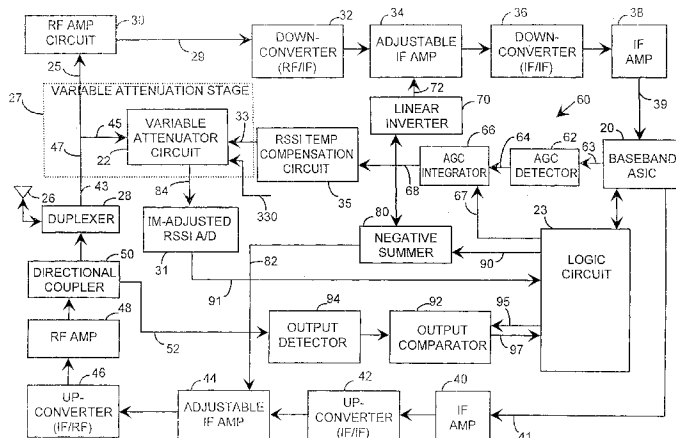 30
RF AMP
CIRCUIT
29
32
DOWN-
CONVERTER
(RF/IF)
34
ADJUSTABLE
IF AMP
36
DOWN-
CONVERTER
(IF/IF)
38
IF
AMP
25
27
VARIABLE ATTENUATION STAGE
72
60
39
45
VARIABLE
ATTENUATOR
CIRCUIT
22
33
RSSI TEMP
COMPENSATION
CIRCUIT
35
LINEAR
INVERTER
70
66
AGC
INTEGRATOR
64
62
AGC
DETECTOR
63
20
BASEBAND
ASIC
47
43
84
330
68
67
26
28
DUPLEXER
IM-ADJUSTED
RSSI A/D
31
80
NEGATIVE
SUMMER
23
LOGIC
CIRCUIT
50
DIRECTIONAL
COUPLER
82
90
91
48
RF AMP
52
94
OUTPUT
DETECTOR
92
OUTPUT
COMPARATOR
95
97
46
UP-
CONVERTER
(IF/RF)
44
ADJUSTABLE
IF AMP
42
UP-
CONVERTER
(IF/IF)
40
IF
AMP
41